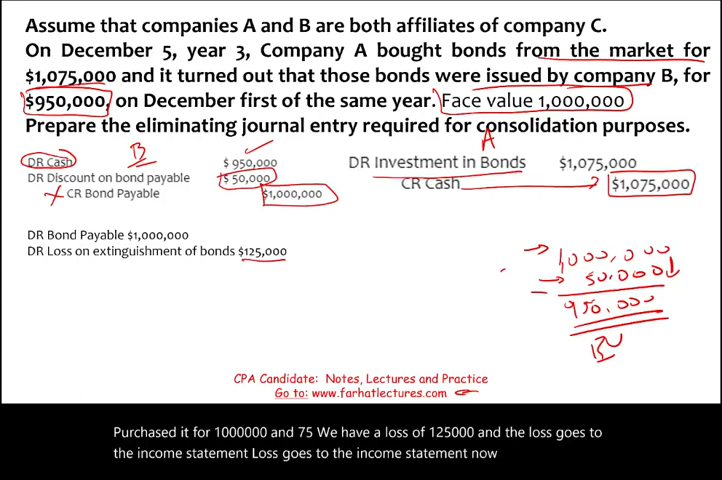 Assume that companies A and B are both affiliates of company C.
On December 5, year 3, Company A bought bonds from the market for
$1,075,000 and it turned out that those bonds were issued by company B, for
$950,000, on December first of the same year. Face value 1,000,000
Prepare the eliminating journal entry required for consolidation purposes.
B
A
DR Cash $ 950,000
DR Discount on bond payable $ 50,000
CR Bond Payable $1,000,000
DR Investment in Bonds $1,075,000
CR Cash $1,075,000
DR Bond Payable $1,000,000
DR Loss on extinguishment of bonds $125,000
1,000,000
50,000
950,000
BV
CPA Candidate: Notes, Lectures and Practice
Go to: www.farhatlectures.com
Purchased it for 1000000 and 75 We have a loss of 125000 and the loss goes to
the income statement Loss goes to the income statement now